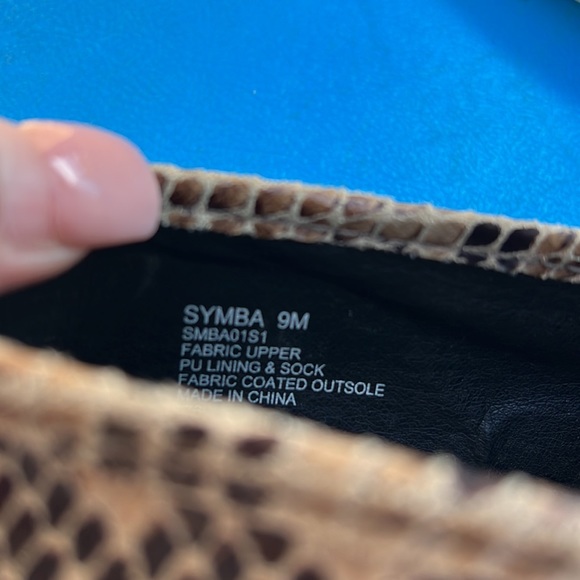 SYMBA 9M
SMBA01S1
FABRIC UPPER
PU LINING & SOCK
FABRIC COATED OUTSOLE
MADE IN CHINA